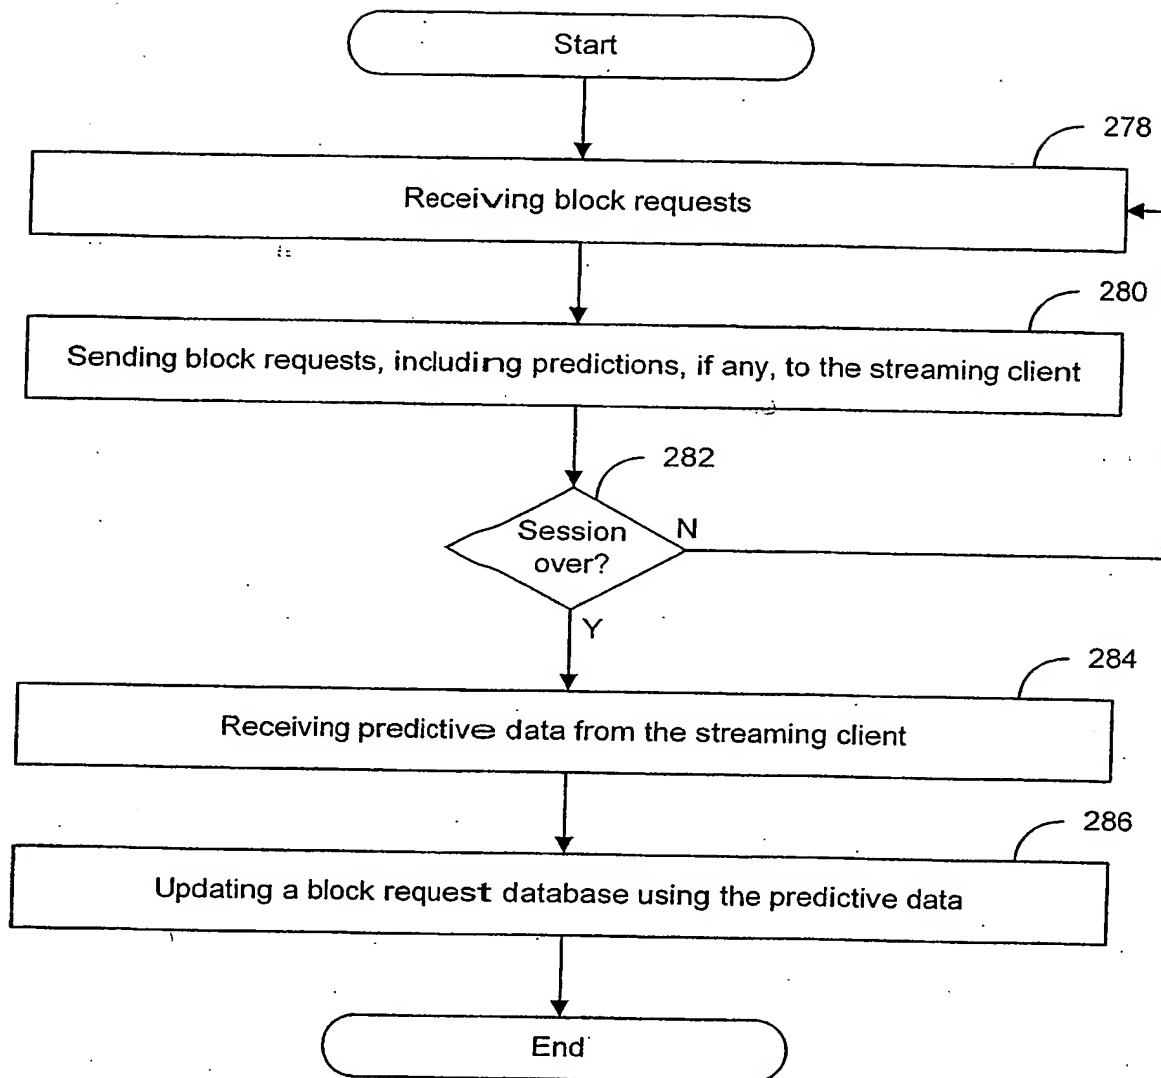 Start
278
Receiving block requests
280
Sending block requests, including predictions, if any, to the streaming client
282
Session
over?
N
Y
284
Receiving predictive data from the streaming client
286
Updating a block request database using the predictive data
End